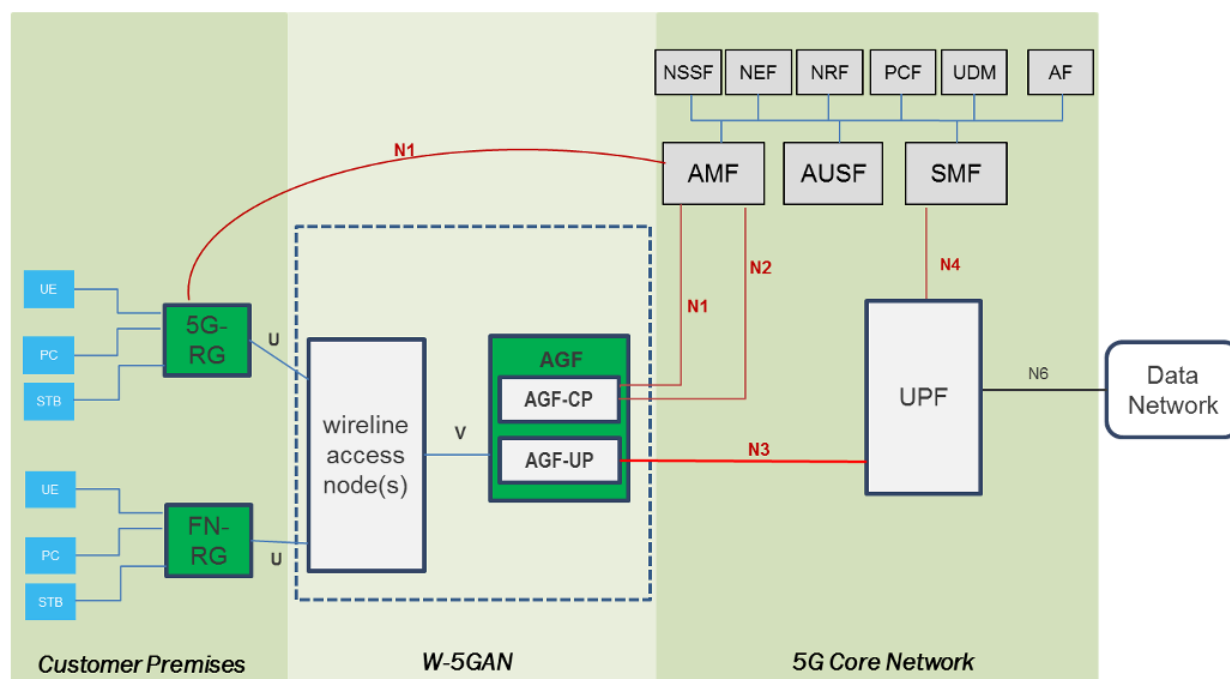 NSSF
NEF
NRF
PCF
UDM
AF
N1
AMF
AUSF
SMF
UE
PC
STB
5G-
RG
U
N1
N2
N4
wireline
access
node(s)
V
AGF
AGF-CP
AGF-UP
N3
UPF
N6
Data
Network
UE
PC
STB
FN-
RG
U
Customer Premises
W-5GAN
5G Core Network